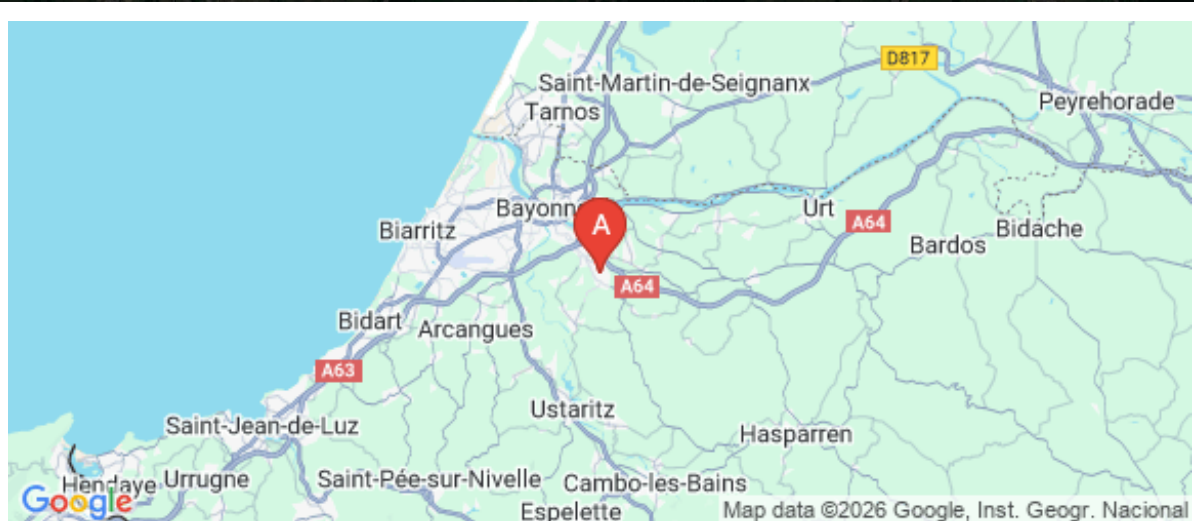 D817
Saint-Martin-de-Seignanx
Peyrehorade
Tarnos
Bayonn
Urt
A64
Biarritz
Bidache
Bardos
A
A64
Bidart
Arcangues
A63
Ustaritz
Saint-Jean-de-Luz
Hasparren
Hendaye
Urrugne
Saint-Pée-sur-Nivelle
Cambo-les-Bains
Google
Espelette
Map data ©2026 Google, Inst. Geogr. Nacional